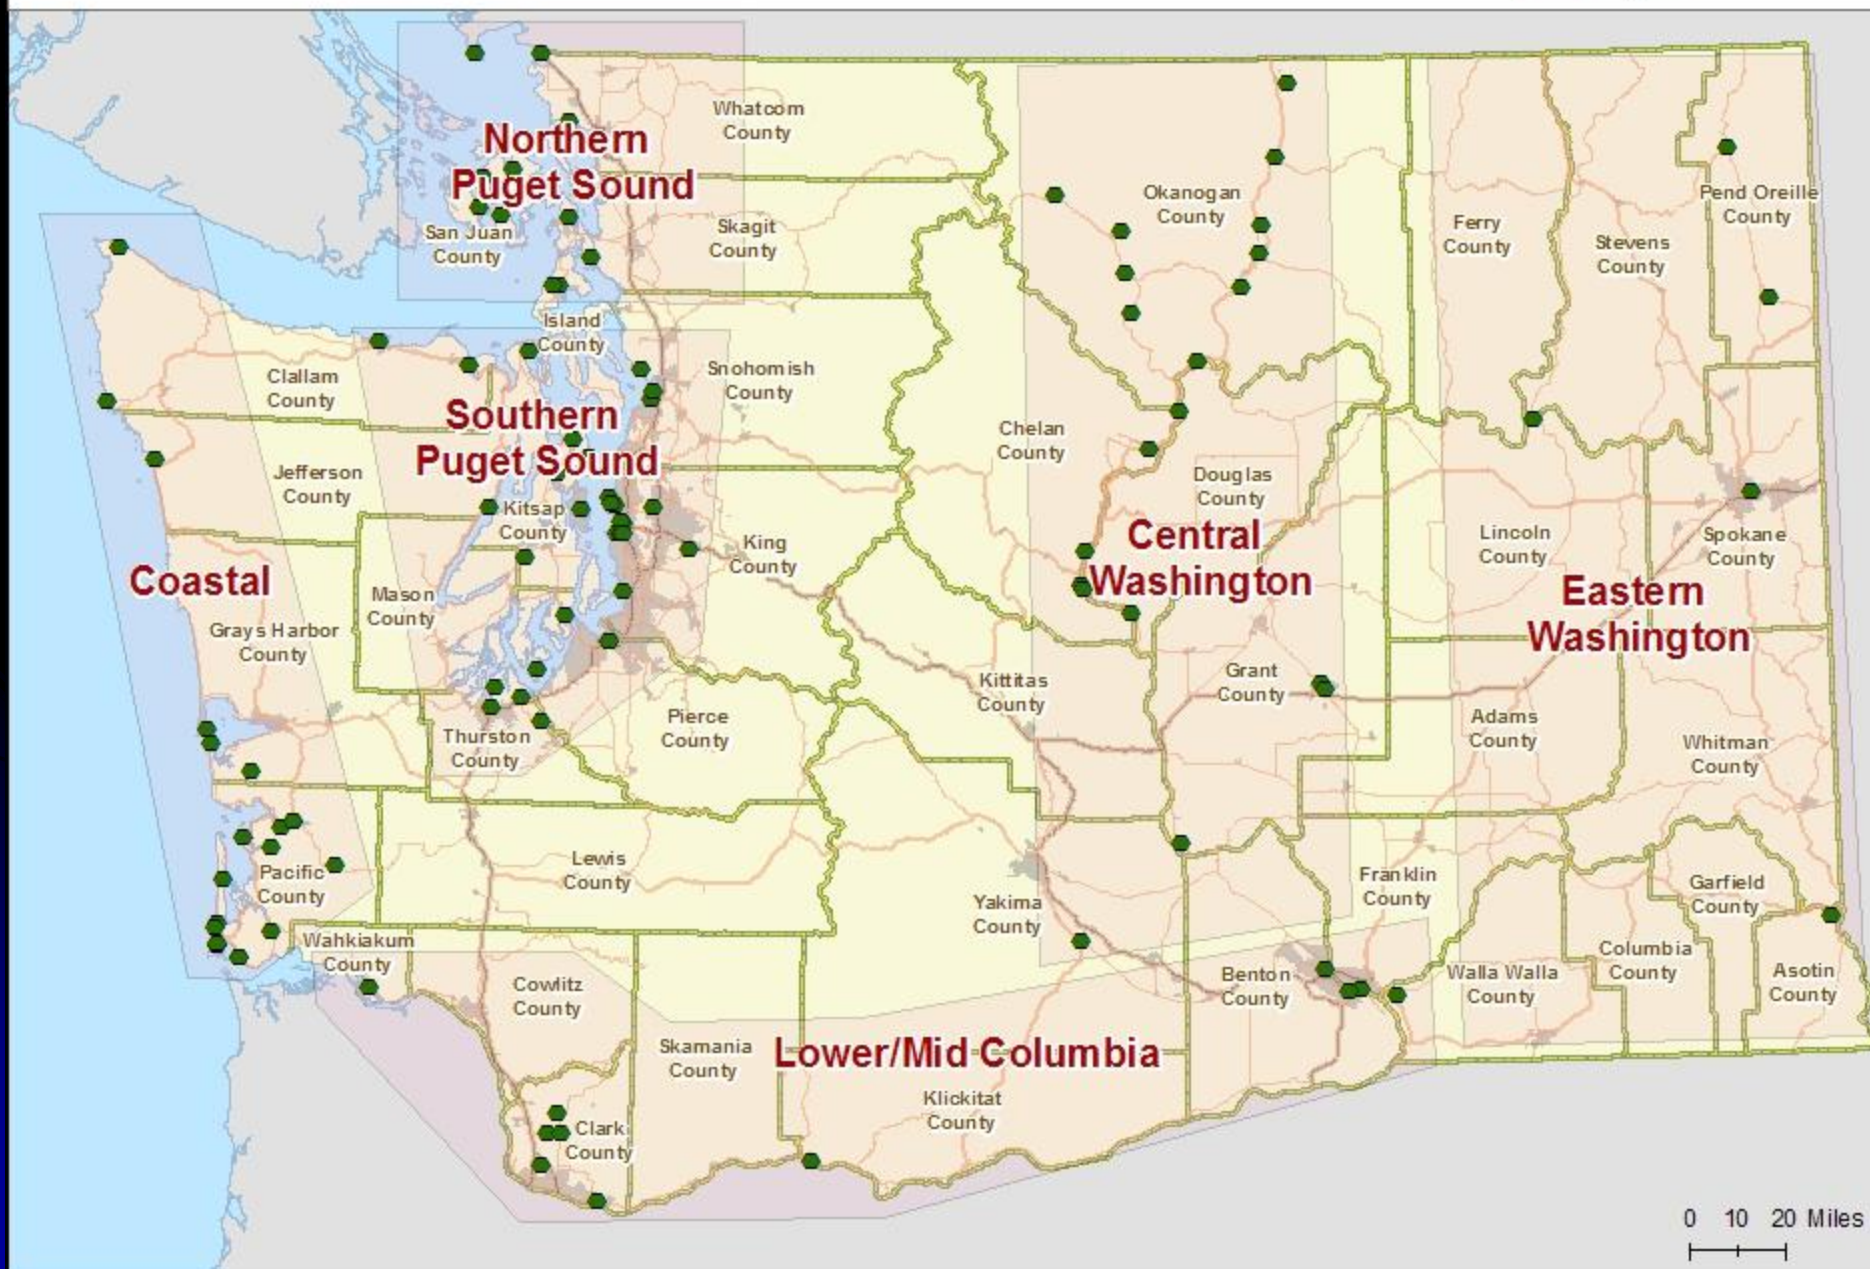 Whatcom
County
Northern
Puget Sound
San Juan
County
Skagit
County
Okanogan
County
Ferry
County
Stevens
County
Pend Oreille
County
Island
County
Clallam
County
Snohomish
County
Southern
Puget Sound
Jefferson
County
Kitsap
County
Chelan
County
Douglas
County
Central
Washington
Lincoln
County
Spokane
County
Eastern
Washington
King
County
Coastal
Mason
County
Grays Harbor
County
Kittitas
County
Grant
County
Adams
County
Whitman
County
Thurston
County
Pierce
County
Lewis
County
Pacific
County
Yakima
County
Franklin
County
Garfield
County
Wahkiakum
County
Cowlitz
County
Benton
County
Walla Walla
County
Columbia
County
Asotin
County
Skamania
County
Lower/Mid Columbia
Klickitat
County
Clark
County
0 10 20 Miles